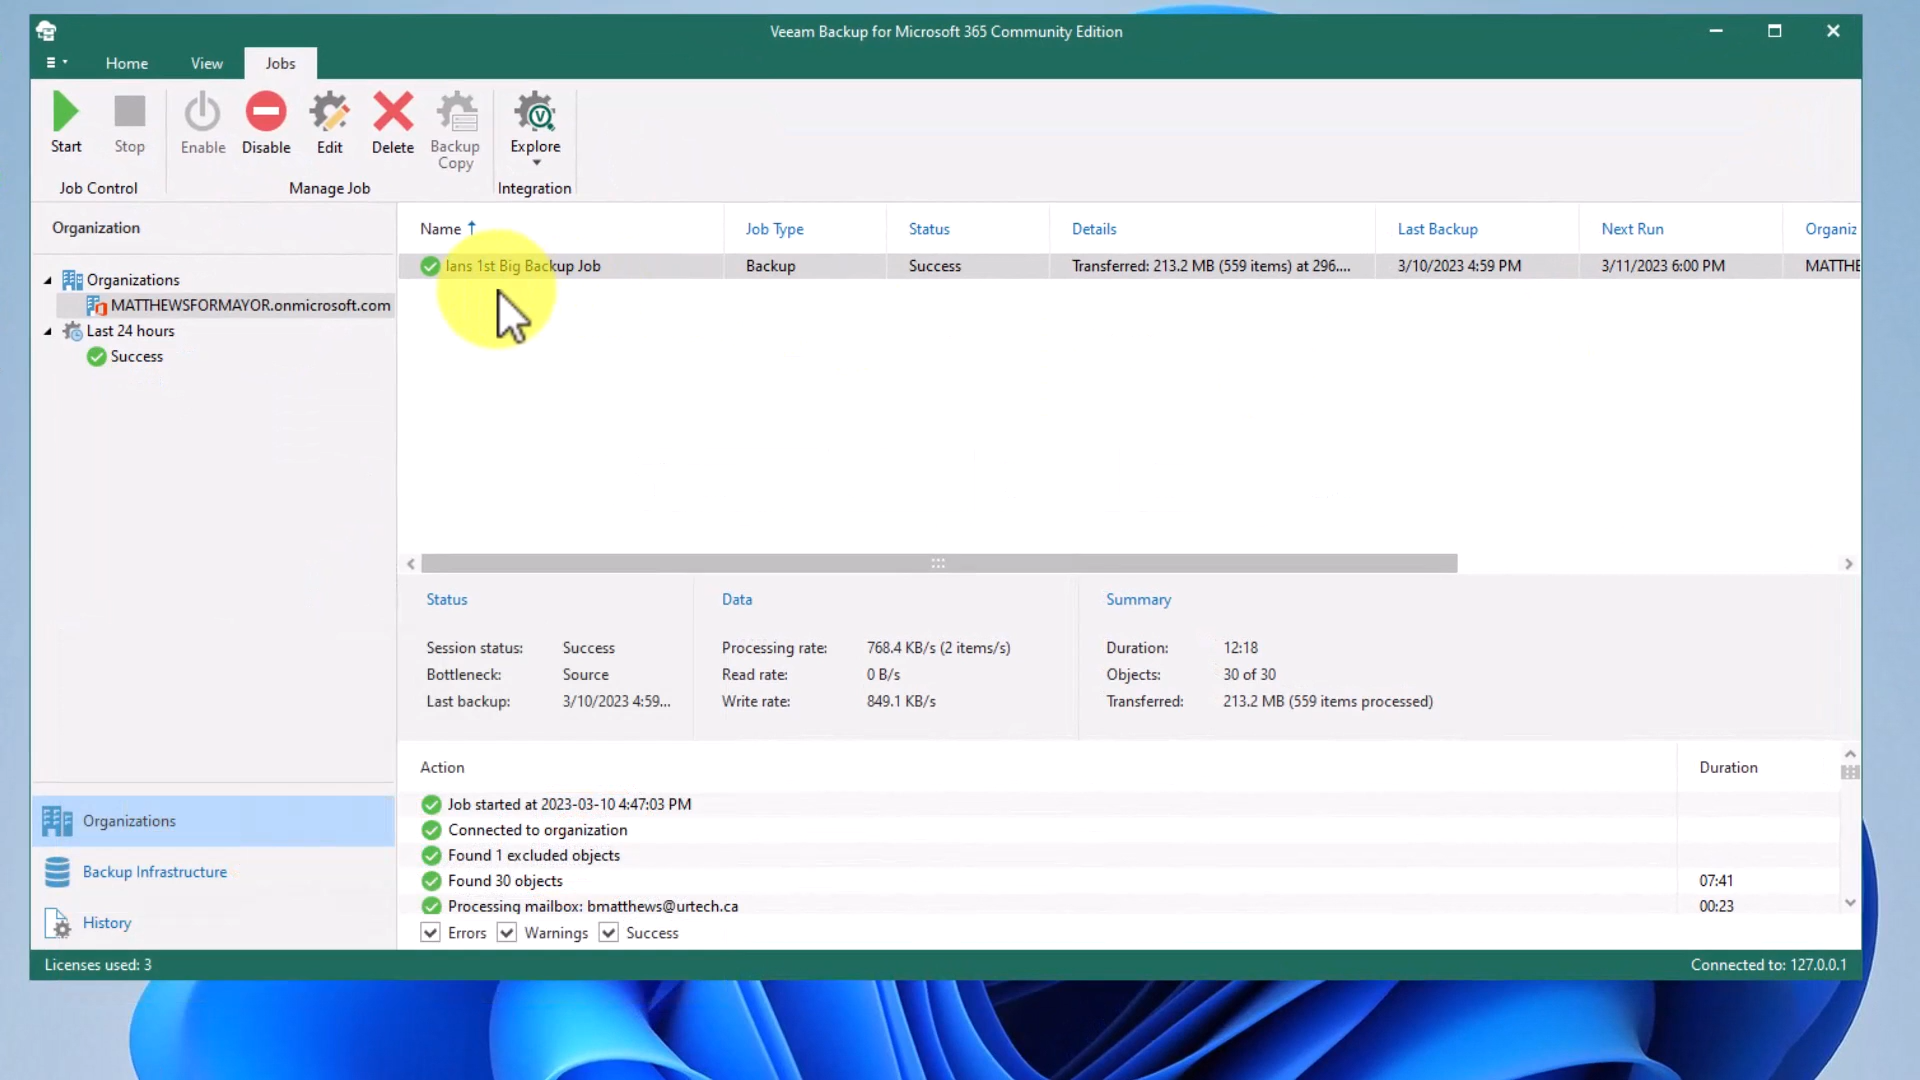 Veeam Backup for Microsoft 365 Community Edition
Home View Jobs
Start Stop Enable Disable Edit Delete Backup Copy Explore
Job Control Manage Job Integration
Organization
Organizations
MATTHEWSFORMAYOR.onmicrosoft.com
Last 24 hours
Success
Name Job Type Status Details Last Backup Next Run Organiz
Ians 1st Big Backup Job Backup Success Transferred: 213.2 MB (559 items) at 296.... 3/10/2023 4:59 PM 3/11/2023 6:00 PM MATTHE
Status Data Summary
Session status: Success Processing rate: 768.4 KB/s (2 items/s) Duration: 12:18
Bottleneck: Source Read rate: 0 B/s Objects: 30 of 30
Last backup: 3/10/2023 4:59... Write rate: 849.1 KB/s Transferred: 213.2 MB (559 items processed)
Action Duration
Job started at 2023-03-10 4:47:03 PM
Connected to organization
Found 1 excluded objects
Found 30 objects 07:41
Processing mailbox: bmatthews@urtech.ca 00:23
Errors Warnings Success
Organizations
Backup Infrastructure
History
Licenses used: 3 Connected to: 127.0.0.1